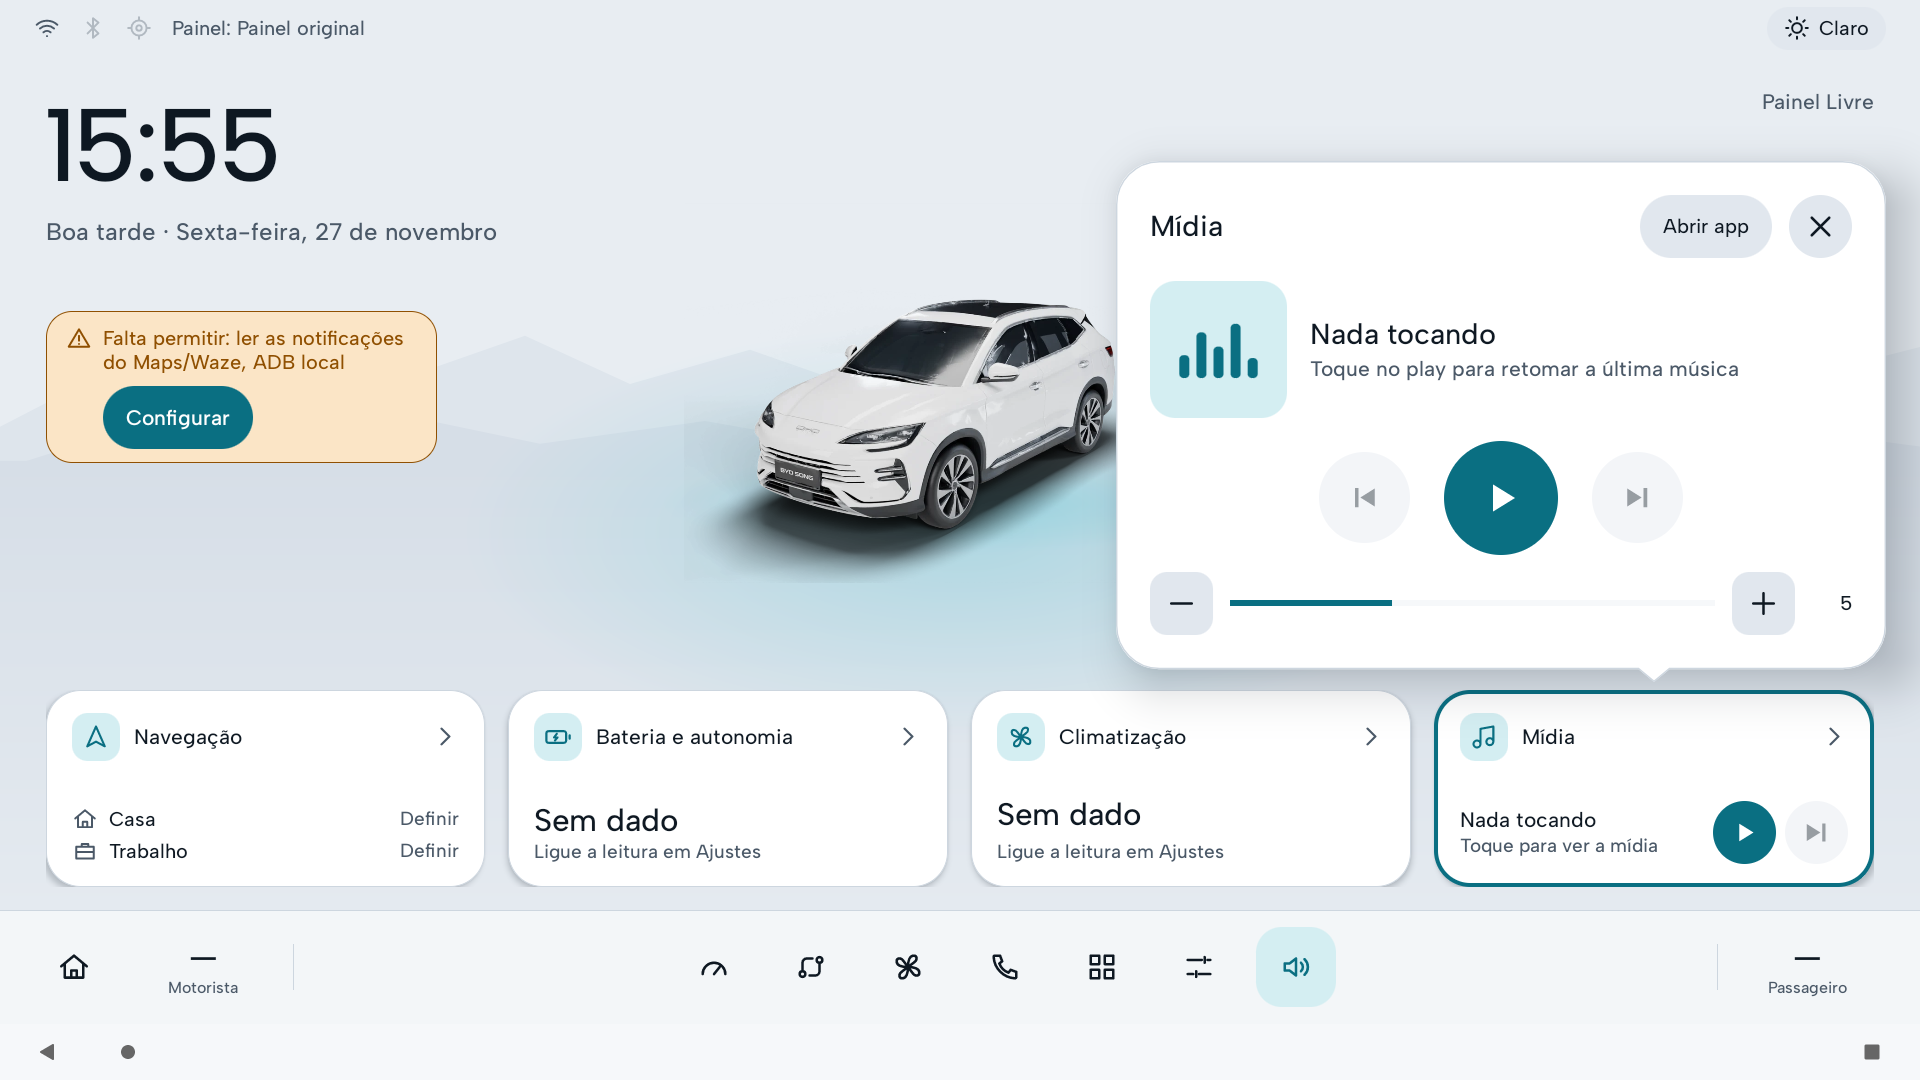 Painel: Painel original
Claro
15:55
Painel Livre
Boa tarde · Sexta-feira, 27 de novembro
Falta permitir: ler as notificações
do Maps/Waze, ADB local
Configurar
BYD SONG
Mídia
Abrir app
Nada tocando
Toque no play para retomar a última música
5
Navegação
Casa
Definir
Trabalho
Definir
Bateria e autonomia
Sem dado
Ligue a leitura em Ajustes
Climatização
Sem dado
Ligue a leitura em Ajustes
Mídia
Nada tocando
Toque para ver a mídia
Motorista
Passageiro